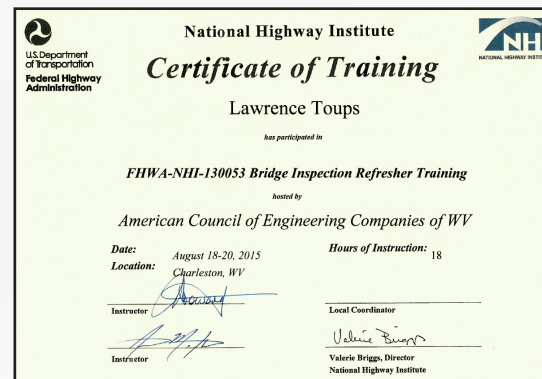 National Highway Institute
U.S. Department
of Transportation
Federal Highway
Administration
NHI
NATIONAL HIGHWAY INSTIT
Certificate of Training
Lawrence Toups
has participated in
FHWA-NHI-130053 Bridge Inspection Refresher Training
hosted by
American Council of Engineering Companies of WV
Date: August 18-20, 2015
Hours of Instruction: 18
Location: Charleston, WV
Instructor
Local Coordinator
Valerie Briggs
Instructor
Valerie Briggs, Director
National Highway Institute